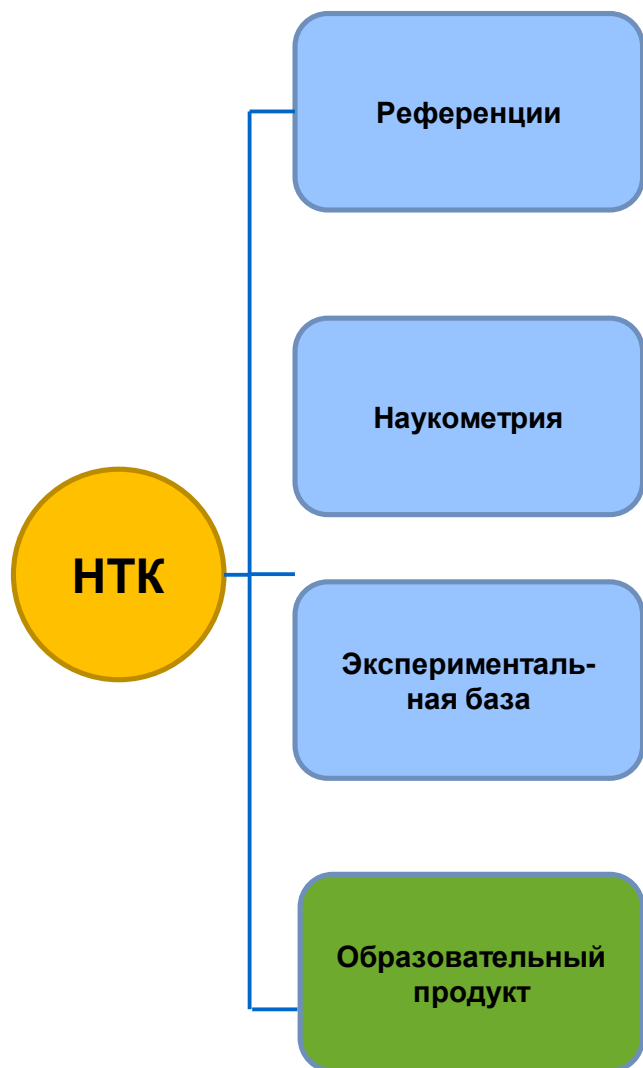 Референции
Наукометрия
НТК
Эксперименталь-
ная база
Образовательный
продукт